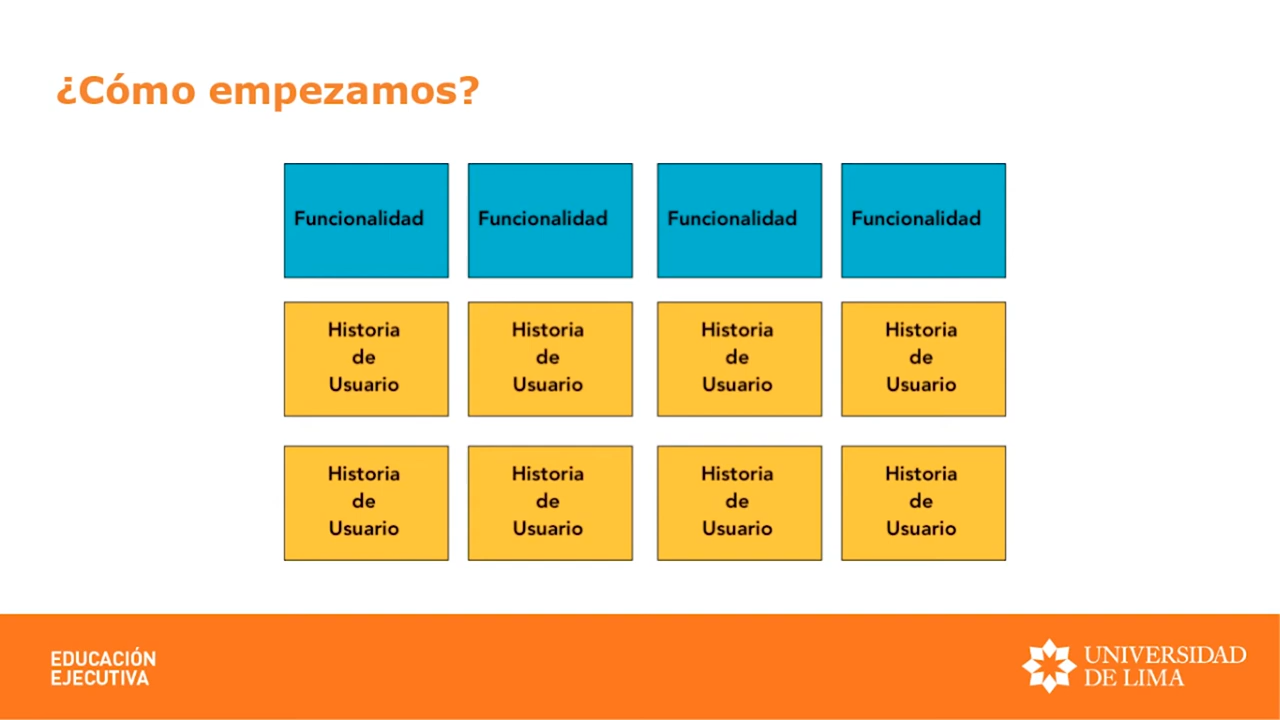 ¿Cómo empezamos?
Funcionalidad
Funcionalidad
Funcionalidad
Funcionalidad
Historia
de
Usuario
Historia
de
Usuario
Historia
de
Usuario
Historia
de
Usuario
Historia
de
Usuario
Historia
de
Usuario
Historia
de
Usuario
Historia
de
Usuario
EDUCACIÓN
EJECUTIVA
UNIVERSIDAD
DE LIMA